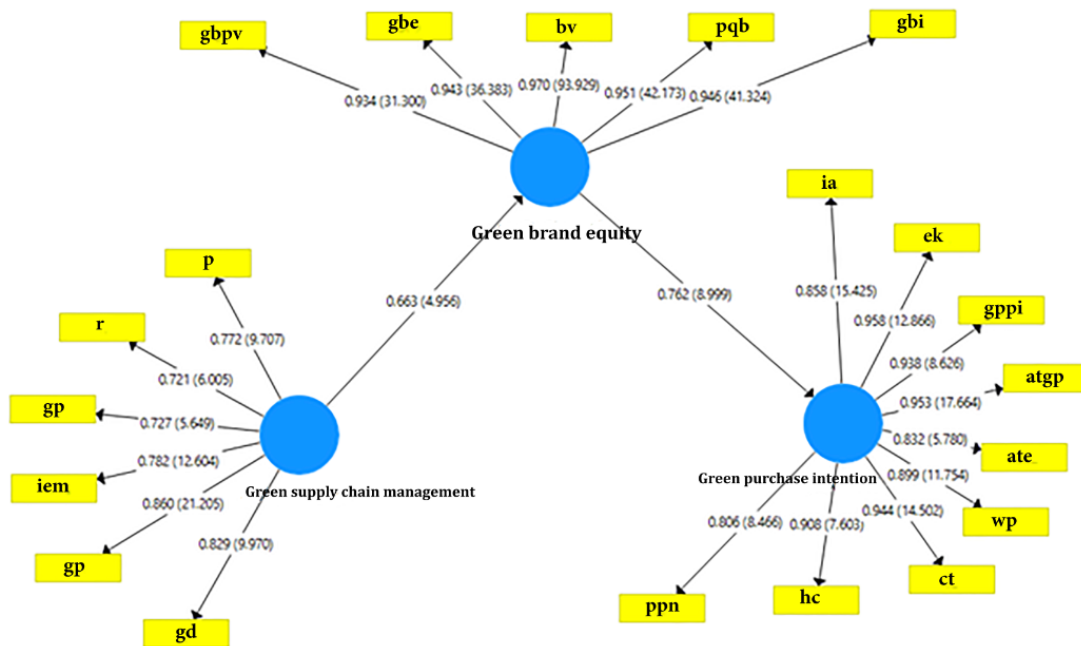 gbpv
gbe
bv
pqb
gbi
0.934 (31.300)
0.943 (36.383)
0.970 (93.929)
0.951 (42.173)
0.946 (41.324)
Green brand equity
0.663 (4.956)
0.762 (8.999)
p
r
gp
iem
gp
gd
0.772 (9.707)
0.721 (6.005)
0.727 (5.649)
0.782 (12.604)
0.860 (21.205)
0.829 (9.970)
Green supply chain management
ia
ek
gppi
atgp
ate_
wp
ct_
hc
ppn
0.858 (15.425)
0.958 (12.866)
0.938 (8.626)
0.953 (17.664)
0.832 (5.780)
0.899 (11.754)
0.944 (14.502)
0.908 (7.603)
0.806 (8.466)
Green purchase intention